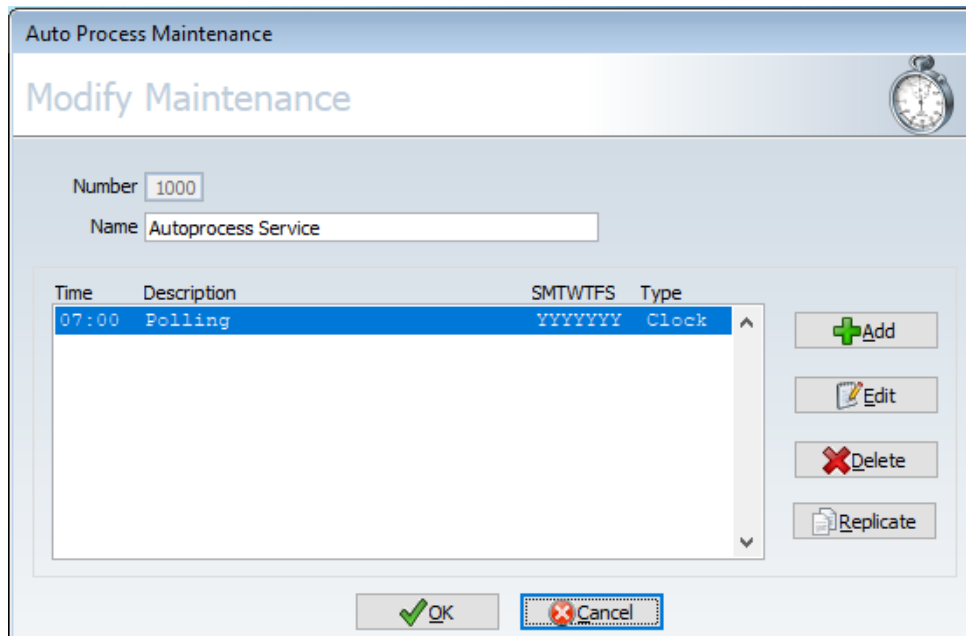 Auto Process Maintenance
Modify Maintenance
Number 1000
Name Autoprocess Service
Time Description SMTWTFS Type
07:00 Polling YYYYYYY Clock
Add
Edit
Delete
Replicate
OK Cancel